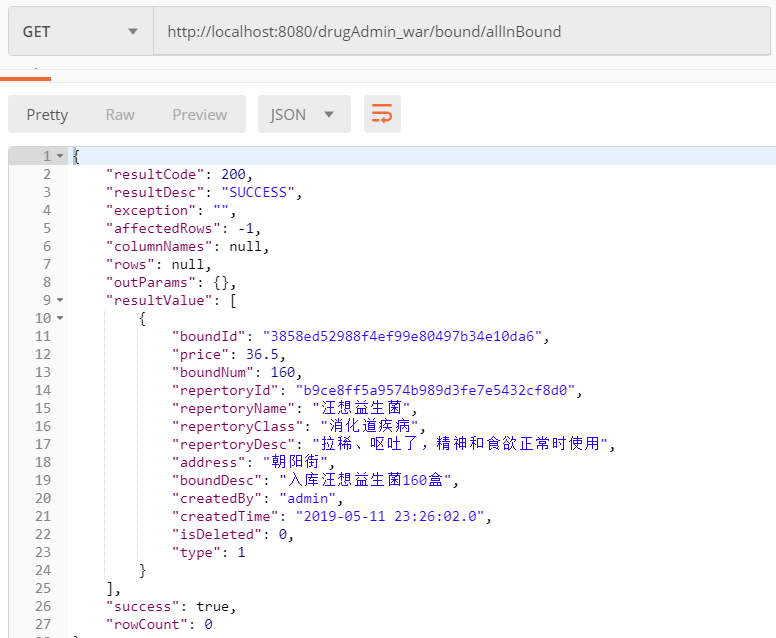 GET http://localhost:8080/drugAdmin_war/bound/allInBound
Pretty Raw Preview JSON
1 {
2 "resultCode": 200,
3 "resultDesc": "SUCCESS",
4 "exception": "",
5 "affectedRows": -1,
6 "columnNames": null,
7 "rows": null,
8 "outParams": {},
9 "resultValue": [
10 {
11 "boundId": "3858ed52988f4ef99e80497b34e10da6",
12 "price": 36.5,
13 "boundNum": 160,
14 "repertoryId": "b9ce8ff5a9574b989d3fe7e5432cf8d0",
15 "repertoryName": "汪想益生菌",
16 "repertoryClass": "消化道疾病",
17 "repertoryDesc": "拉稀、呕吐了，精神和食欲正常时使用",
18 "address": "朝阳街",
19 "boundDesc": "入库汪想益生菌160盒",
20 "createdBy": "admin",
21 "createdTime": "2019-05-11 23:26:02.0",
22 "isDeleted": 0,
23 "type": 1
24 }
25 ],
26 "success": true,
27 "rowCount": 0